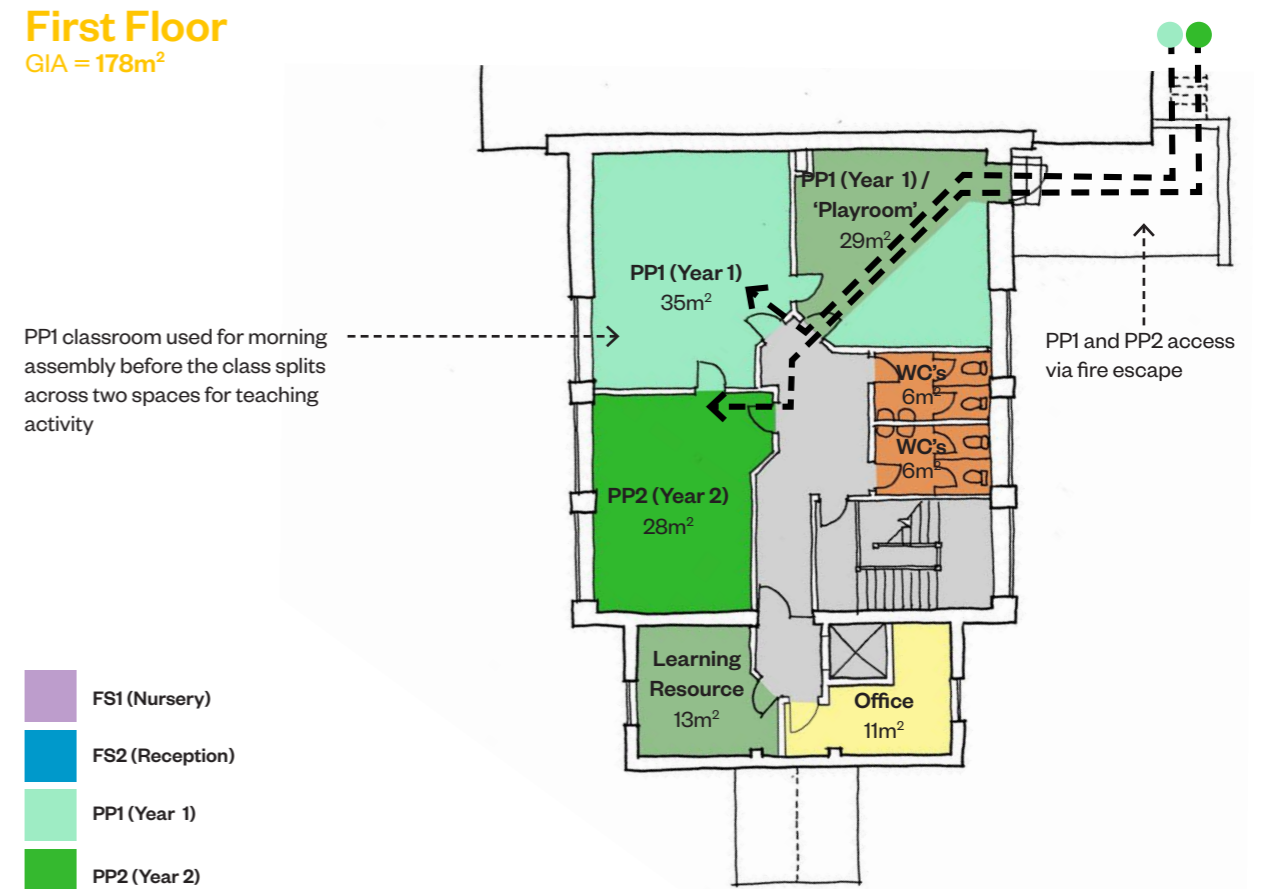 First Floor
GIA = 178m²
PP1 (Year 1) /
‘Playroom’
29m²
PP1 (Year 1)
35m²
PP1 classroom used for morning
assembly before the class splits
across two spaces for teaching
activity
PP1 and PP2 access
via fire escape
WC's
6m²
WC's
6m²
PP2 (Year 2)
28m²
Learning
Resource
13m²
Office
11m²
FS1 (Nursery)
FS2 (Reception)
PP1 (Year 1)
PP2 (Year 2)